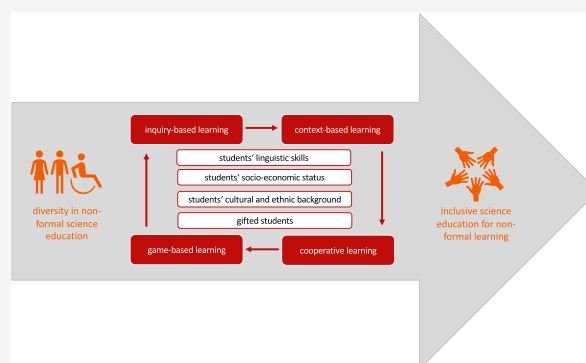 inquiry-based learning
context-based learning
students' linguistic skills
students' socio-economic status
students' cultural and ethnic background
gifted students
diversity in non-
formal science
education
inclusive science
education for non-
formal learning
game-based learning
cooperative learning